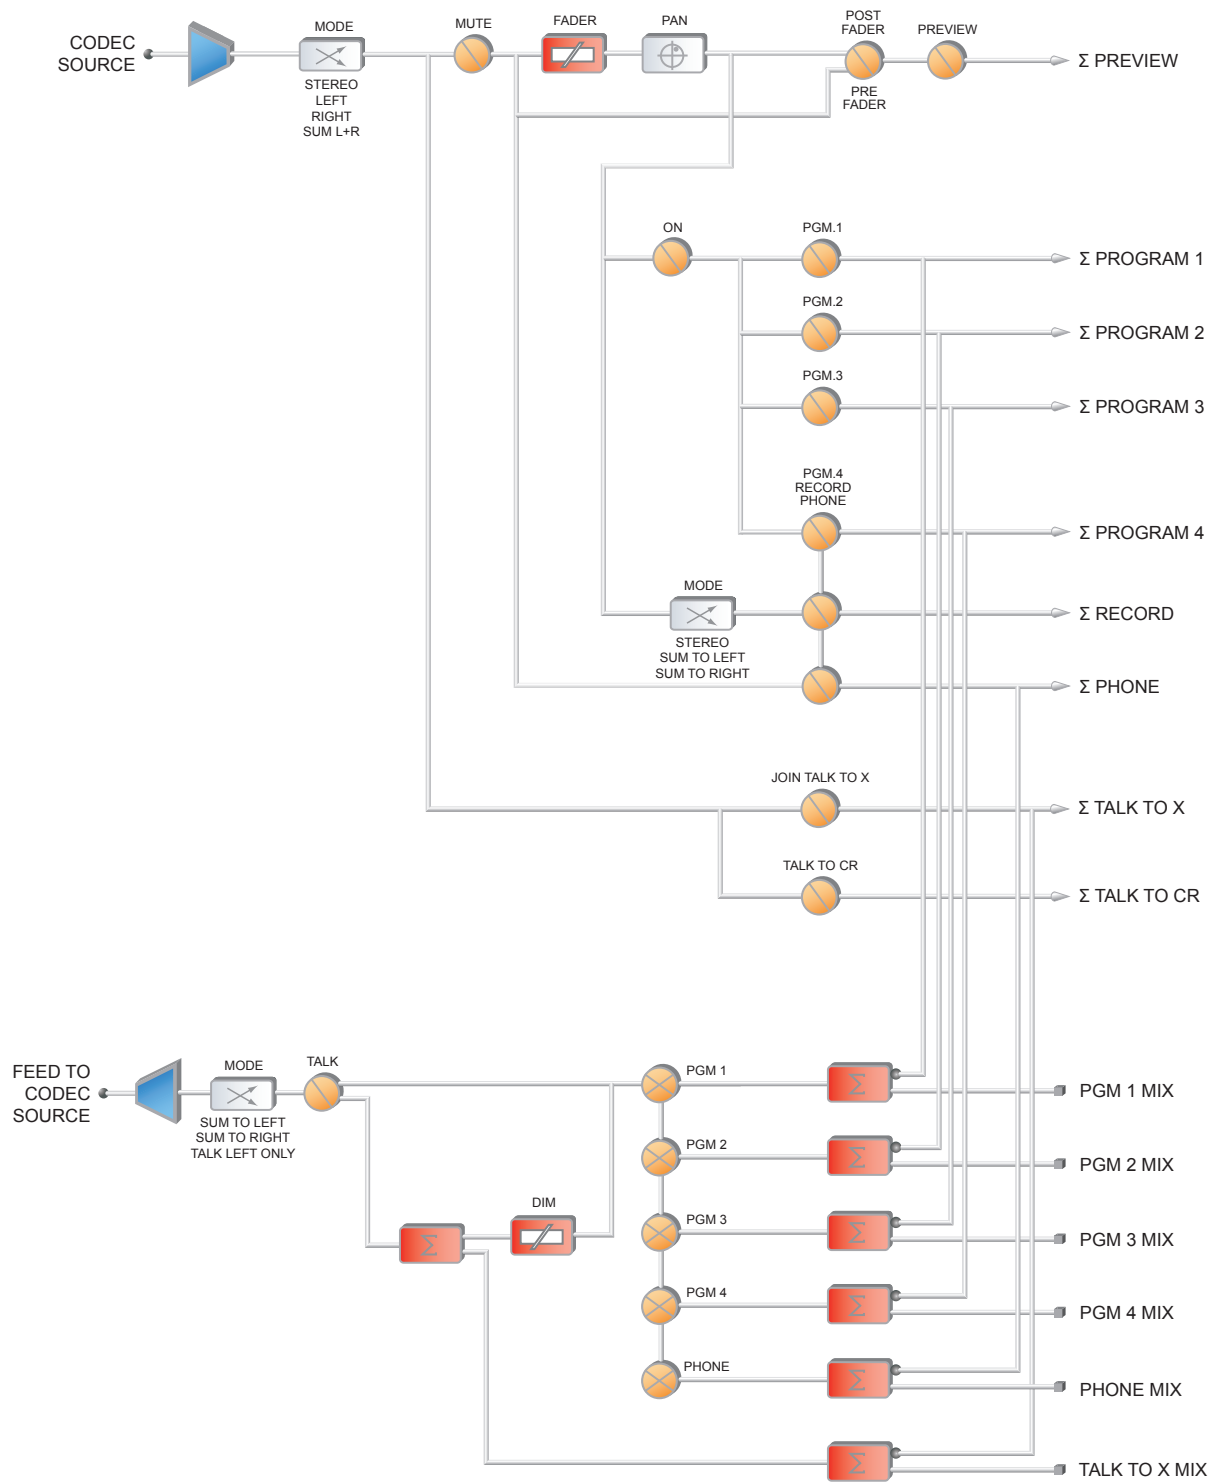 CODEC
SOURCE
MODE
STEREO
LEFT
RIGHT
SUM L+R
MUTE
FADER
PAN
POST
FADER
PRE
FADER
PREVIEW
Σ PREVIEW
ON
PGM.1
Σ PROGRAM 1
PGM.2
Σ PROGRAM 2
PGM.3
Σ PROGRAM 3
PGM.4
RECORD
PHONE
Σ PROGRAM 4
MODE
STEREO
SUM TO LEFT
SUM TO RIGHT
Σ RECORD
Σ PHONE
JOIN TALK TO X
Σ TALK TO X
TALK TO CR
Σ TALK TO CR
FEED TO
CODEC
SOURCE
MODE
SUM TO LEFT
SUM TO RIGHT
TALK LEFT ONLY
TALK
PGM 1
Σ
PGM 1 MIX
PGM 2
Σ
PGM 2 MIX
DIM
Σ
PGM 3
Σ
PGM 3 MIX
PGM 4
Σ
PGM 4 MIX
PHONE
Σ
PHONE MIX
Σ
TALK TO X MIX